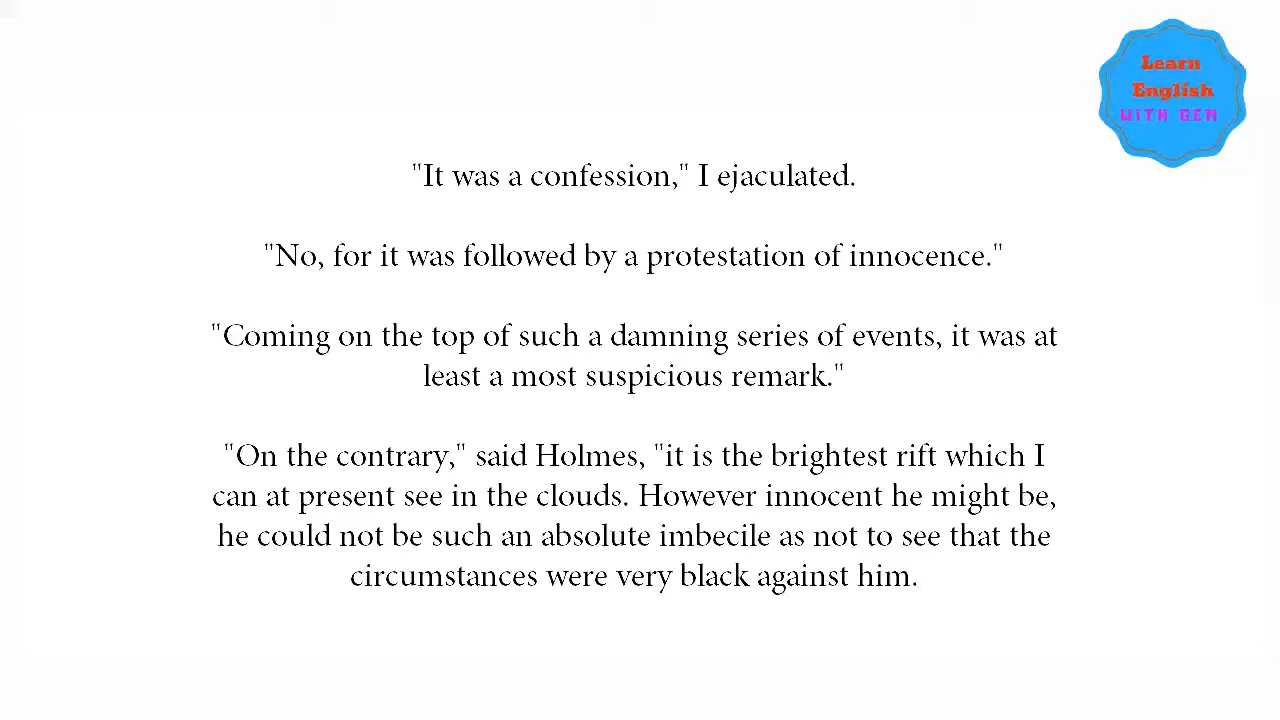 Learn
English
WITH GEM
"It was a confession," I ejaculated.
"No, for it was followed by a protestation of innocence."
"Coming on the top of such a damning series of events, it was at
least a most suspicious remark."
"On the contrary," said Holmes, "it is the brightest rift which I
can at present see in the clouds. However innocent he might be,
he could not be such an absolute imbecile as not to see that the
circumstances were very black against him.